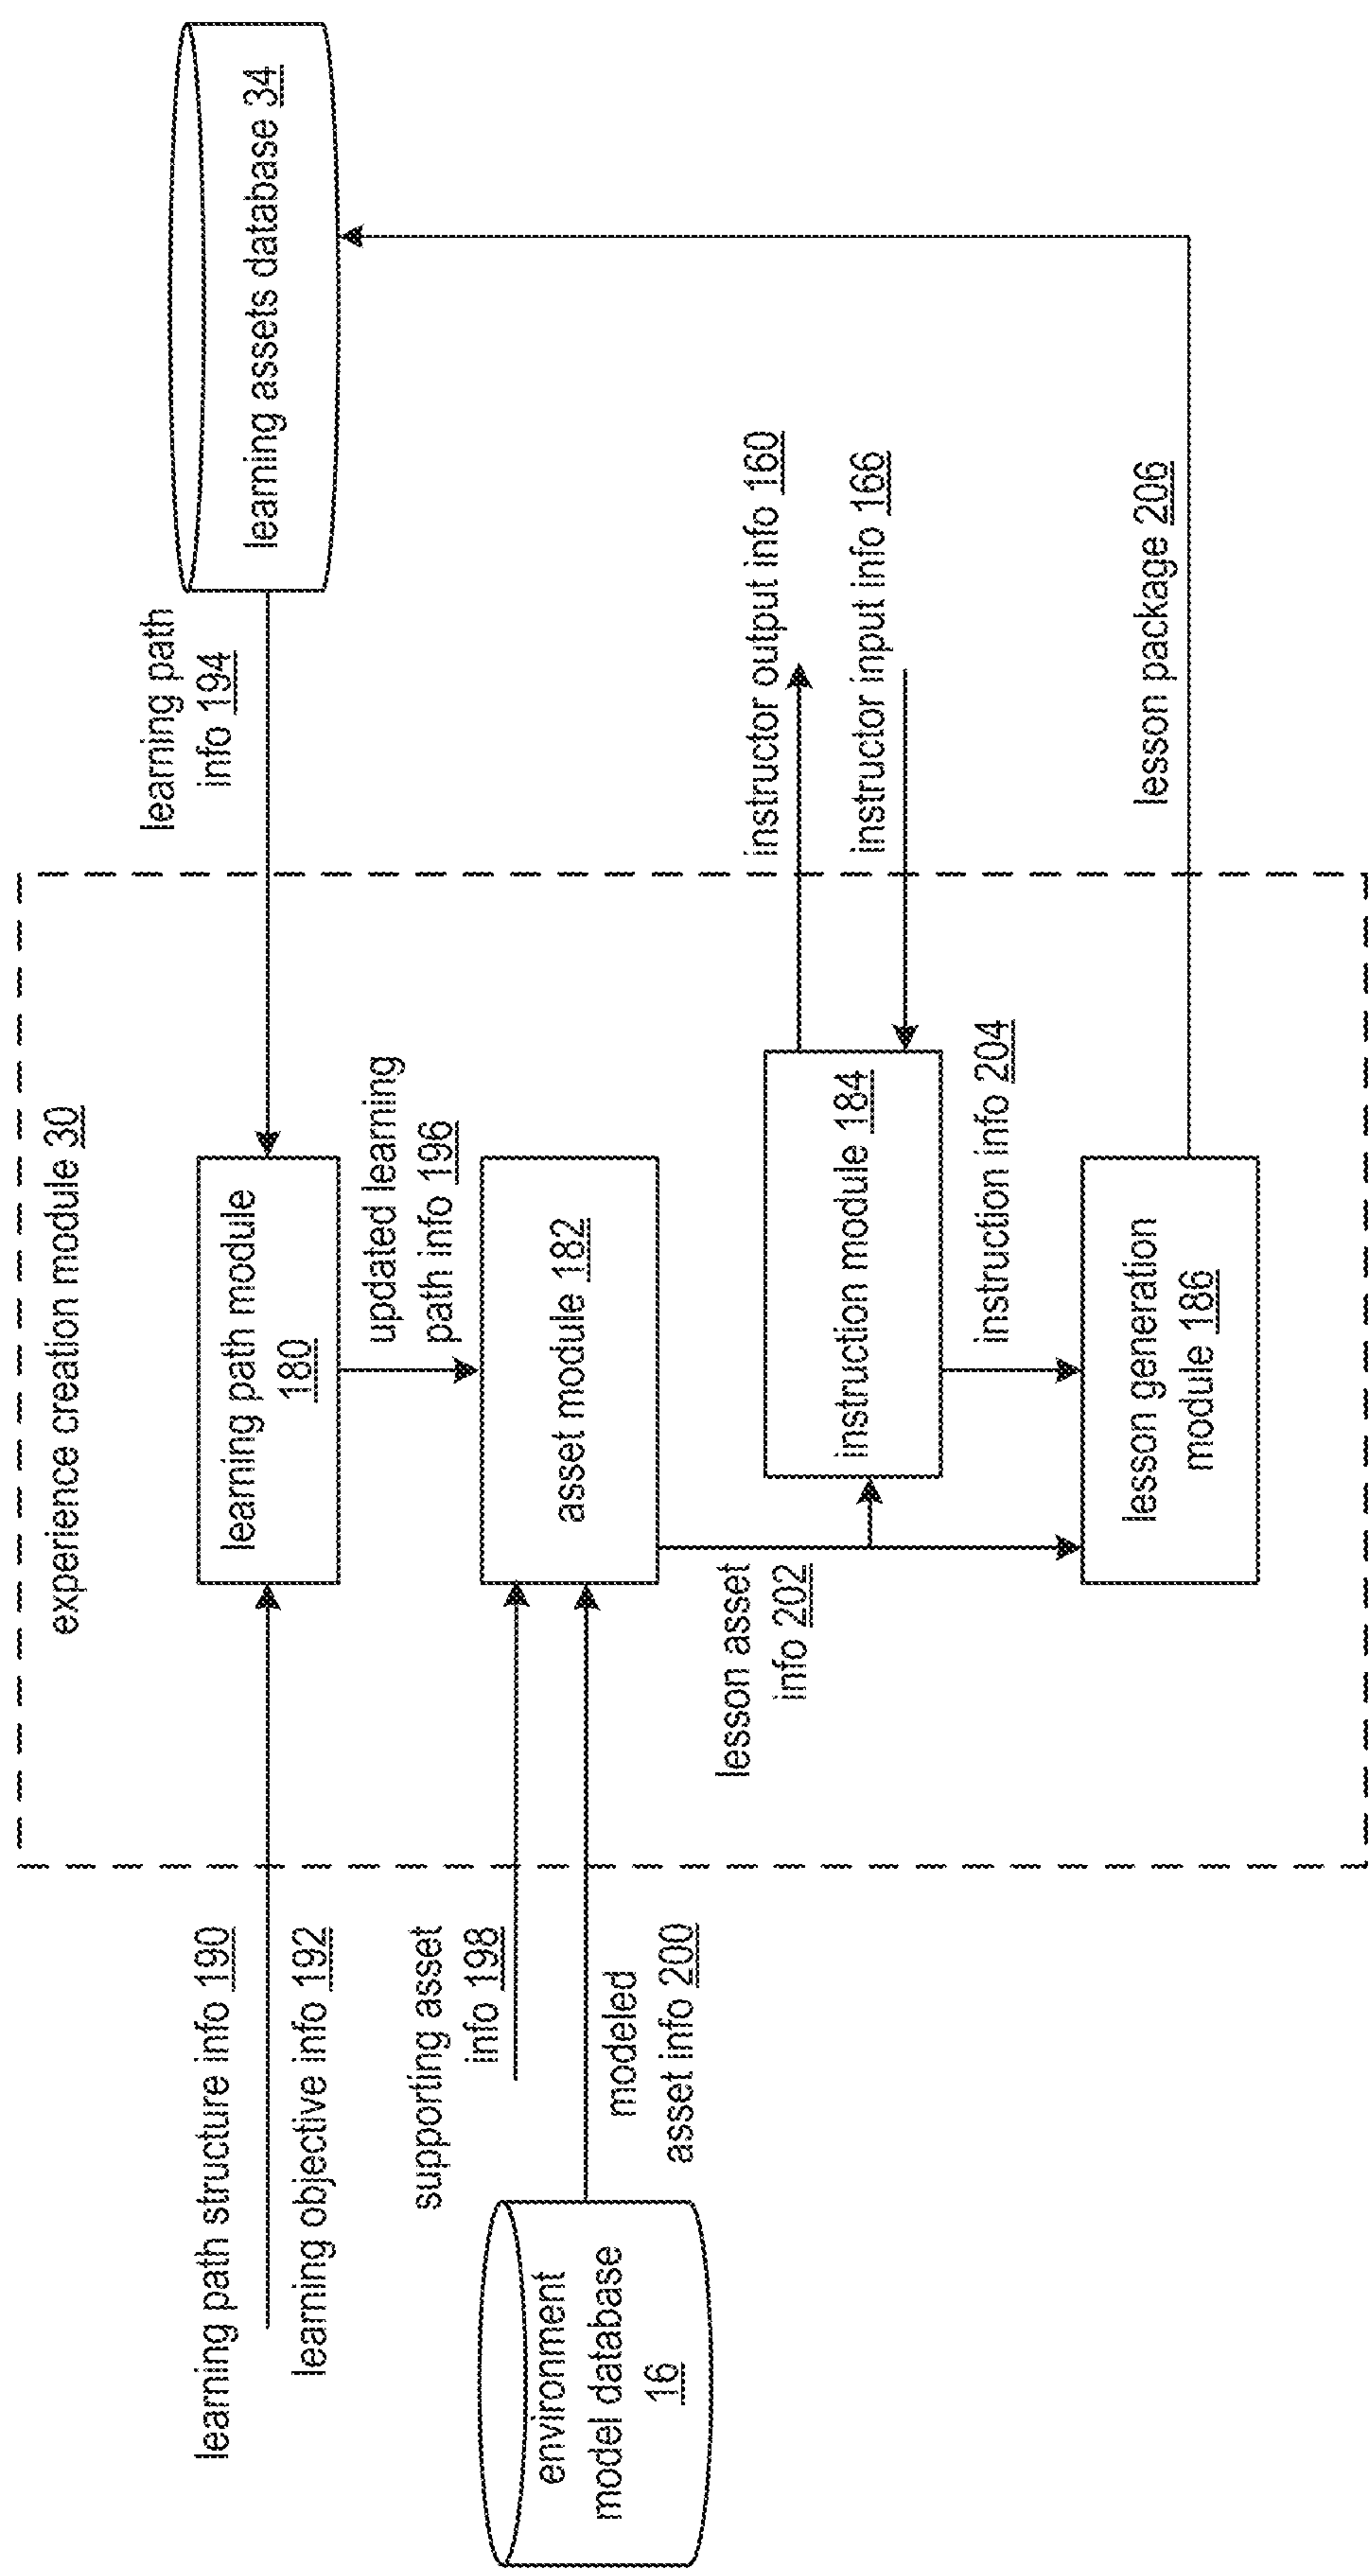 experience creation module 30
learning path structure info 190
learning objective info 192
learning path module
180
learning path
info 194
learning assets database 34
updated learning
path info 196
supporting asset
info 198
environment
model database
16
modeled
asset info 200
asset module 182
lesson asset
info 202
instruction module 184
instructor output info 160
instructor input info 166
instruction info 204
lesson generation
module 186
lesson package 206